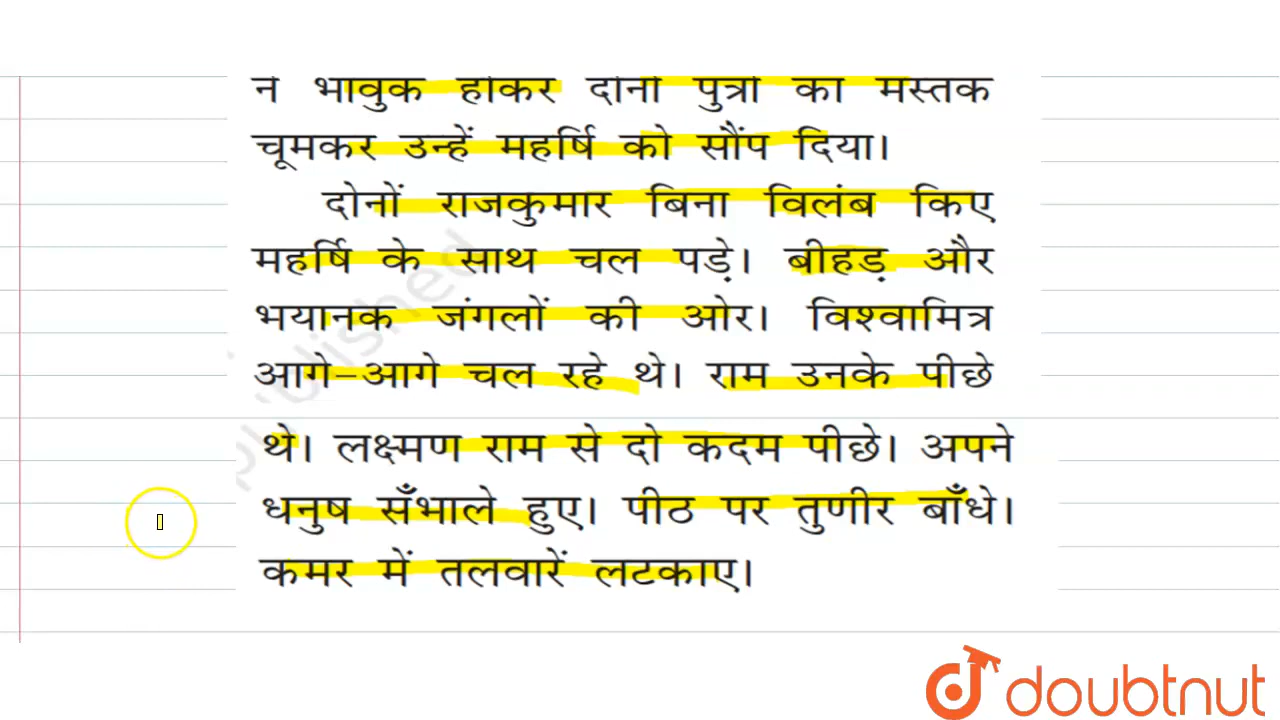 ने भावुक होकर दोनों पुत्रों का मस्तक
चूमकर उन्हें महर्षि को सौंप दिया।
दोनों राजकुमार बिना विलंब किए
महर्षि के साथ चल पड़े। बीहड़ और
भयानक जंगलों की ओर। विश्वामित्र
आगे-आगे चल रहे थे। राम उनके पीछे
थे। लक्ष्मण राम से दो कदम पीछे। अपने
धनुष सँभाले हुए। पीठ पर तुणीर बाँधे।
कमर में तलवारें लटकाए।
doubtnut